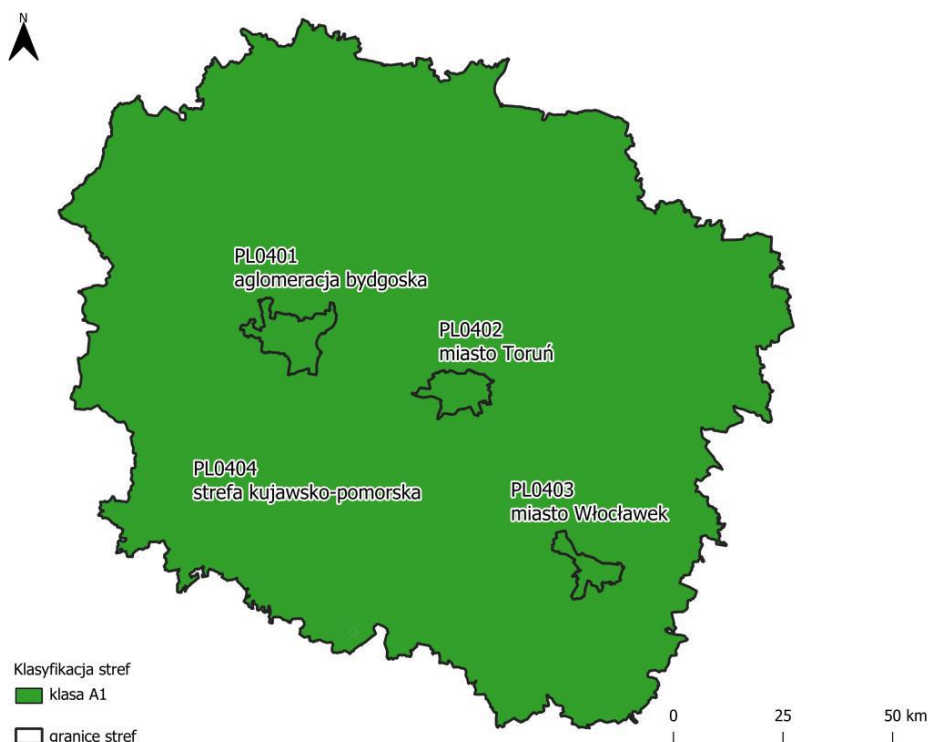 N
PL0401
aglomeracja bydgoska
PL0402
miasto Toruń
PL0404
strefa kujawsko-pomorska
PL0403
miasto Włocławek
Klasyfikacja stref
klasa A1
granice stref
0 25 50 km